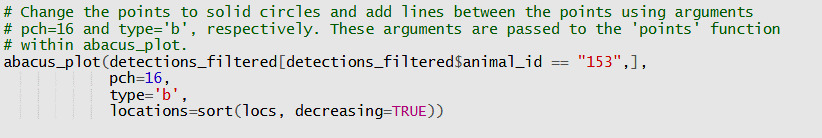 # Change the points to solid circles and add lines between the points using arguments
# pch=16 and type='b', respectively. These arguments are passed to the 'points' function
# within abacus_plot.
abacus_plot(detections_filtered[detections_filtered$animal_id == "153",],
            pch=16,
            type='b',
            locations=sort(locs, decreasing=TRUE))